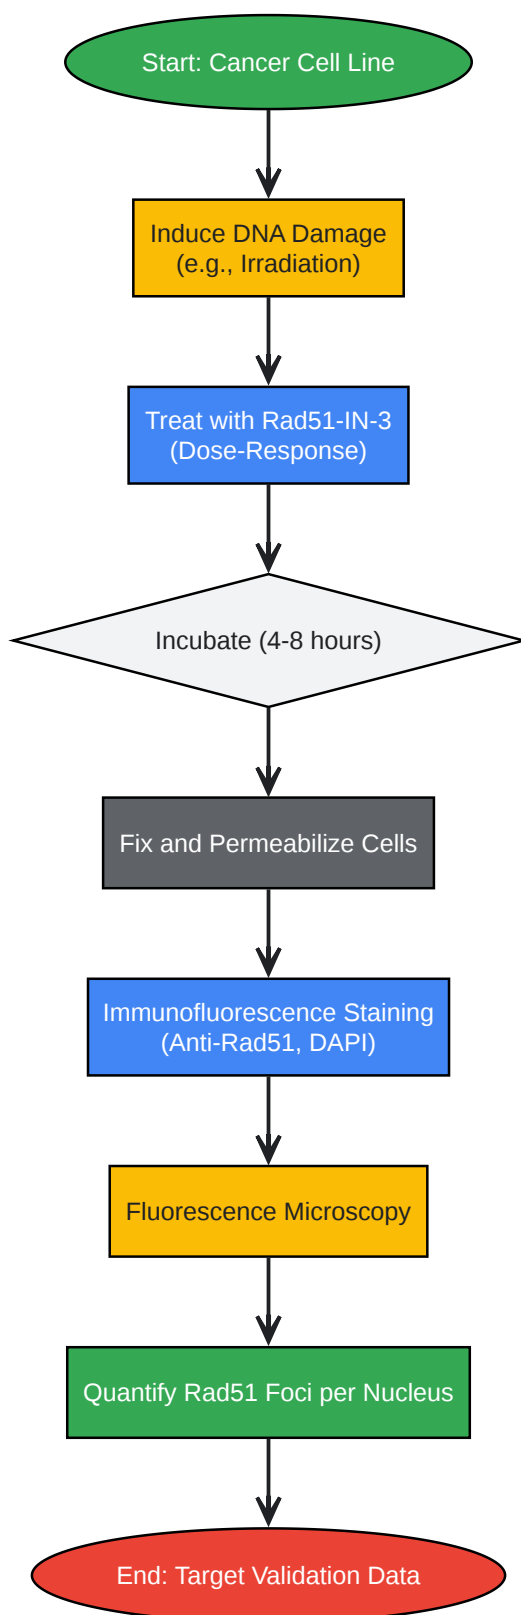 Start: Cancer Cell Line
Induce DNA Damage
(e.g., Irradiation)
Treat with Rad51-IN-3
(Dose-Response)
Incubate (4-8 hours)
Fix and Permeabilize Cells
Immunofluorescence Staining
(Anti-Rad51, DAPI)
Fluorescence Microscopy
Quantify Rad51 Foci per Nucleus
End: Target Validation Data